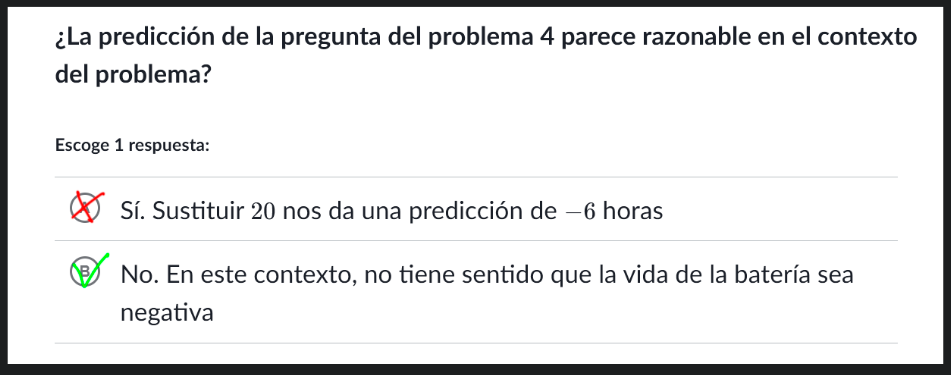 ¿La predicción de la pregunta del problema 4 parece razonable en el contexto
del problema?
Escoge 1 respuesta:
A Sí. Sustituir 20 nos da una predicción de −6 horas
B No. En este contexto, no tiene sentido que la vida de la batería sea
negativa